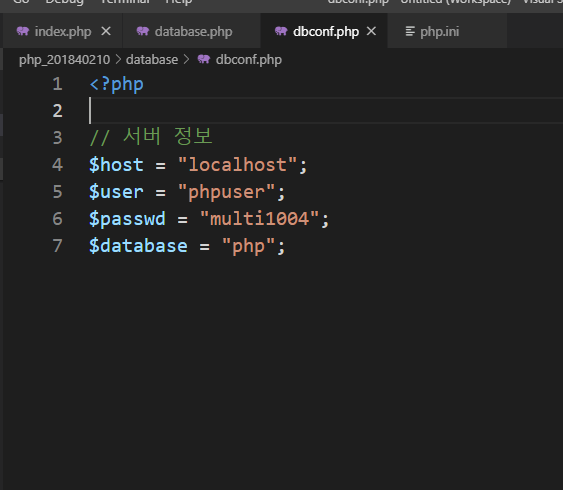 Go Debug Terminal Help dbconf.php - Untitled (Workspace) - Visual S
index.php × database.php dbconf.php × php.ini
php_201840210 > database > dbconf.php
1 <?php
2
3 // 서버 정보
4 $host = "localhost";
5 $user = "phpuser";
6 $passwd = "multi1004";
7 $database = "php";